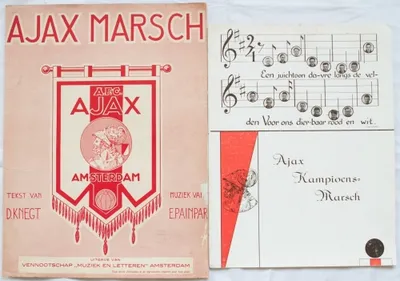 AJAX MARSCH
A.F.C.
AJAX
AMSTERDAM
TEKST VAN
D. KNEGT
MUZIEK VAN
E. PAINPAR
UITGAVE VAN
VENNOOTSCHAP „MUZIEK EN LETTEREN" AMSTERDAM
Een juichtoon da-vre langs de vel-
den Voor ons dier-baar rood en wit.
Ajax
Kampioens-
Marsch